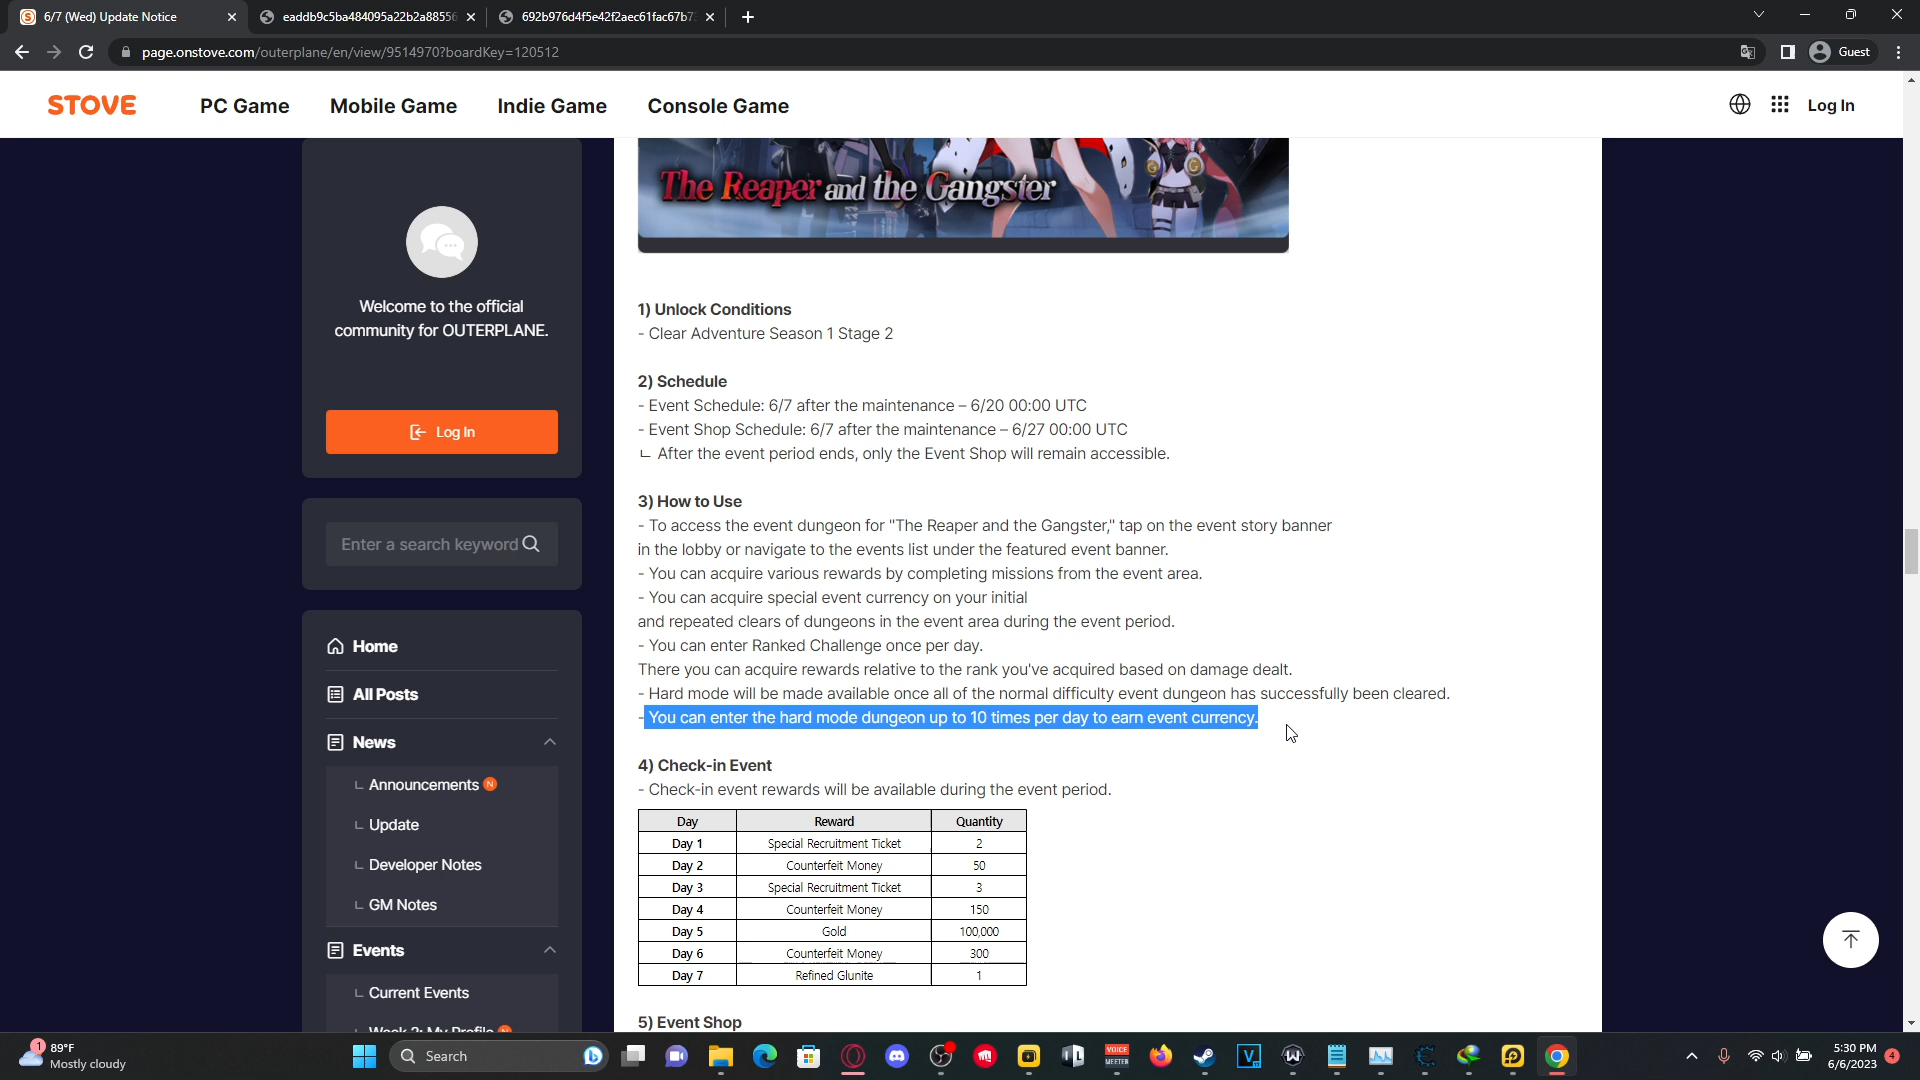 6/7 (Wed) Update Notice
eaddb9c5ba484095a22b2a88556
692b976d4f5e42f2aec61fac67b7
page.onstove.com/outerplane/en/view/9514970?boardKey=120512
Guest
STOVE
PC Game
Mobile Game
Indie Game
Console Game
Log In
Welcome to the official
community for OUTERPLANE.
Log In
Enter a search keyword
Home
All Posts
News
Announcements N
Update
Developer Notes
GM Notes
Events
Current Events
The Reaper and the Gangster
1) Unlock Conditions
- Clear Adventure Season 1 Stage 2
2) Schedule
- Event Schedule: 6/7 after the maintenance – 6/20 00:00 UTC
- Event Shop Schedule: 6/7 after the maintenance – 6/27 00:00 UTC
ㄴ After the event period ends, only the Event Shop will remain accessible.
3) How to Use
- To access the event dungeon for "The Reaper and the Gangster," tap on the event story banner
in the lobby or navigate to the events list under the featured event banner.
- You can acquire various rewards by completing missions from the event area.
- You can acquire special event currency on your initial
and repeated clears of dungeons in the event area during the event period.
- You can enter Ranked Challenge once per day.
There you can acquire rewards relative to the rank you've acquired based on damage dealt.
- Hard mode will be made available once all of the normal difficulty event dungeon has successfully been cleared.
- You can enter the hard mode dungeon up to 10 times per day to earn event currency.
4) Check-in Event
- Check-in event rewards will be available during the event period.
Day Reward Quantity
Day 1 Special Recruitment Ticket 2
Day 2 Counterfeit Money 50
Day 3 Special Recruitment Ticket 3
Day 4 Counterfeit Money 150
Day 5 Gold 100,000
Day 6 Counterfeit Money 300
Day 7 Refined Glunite 1
5) Event Shop
1
89°F
Mostly cloudy
Search
VOICE
MEETER
5:30 PM
6/6/2023
4